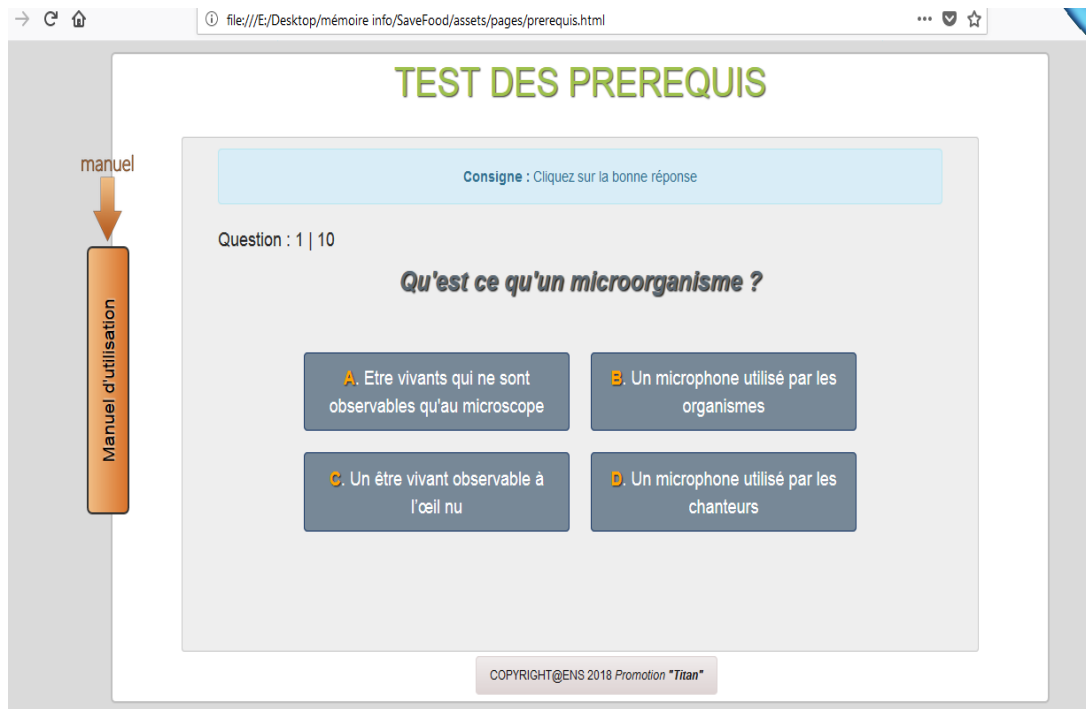 file:///E:/Desktop/mémoire info/SaveFood/assets/pages/prerequis.html
TEST DES PREREQUIS
manuel
Manuel d'utilisation
Consigne : Cliquez sur la bonne réponse
Question : 1 | 10
Qu'est ce qu'un microorganisme ?
A. Etre vivants qui ne sont
observables qu'au microscope
B. Un microphone utilisé par les
organismes
C. Un être vivant observable à
l'œil nu
D. Un microphone utilisé par les
chanteurs
COPYRIGHT@ENS 2018 Promotion "Titan"